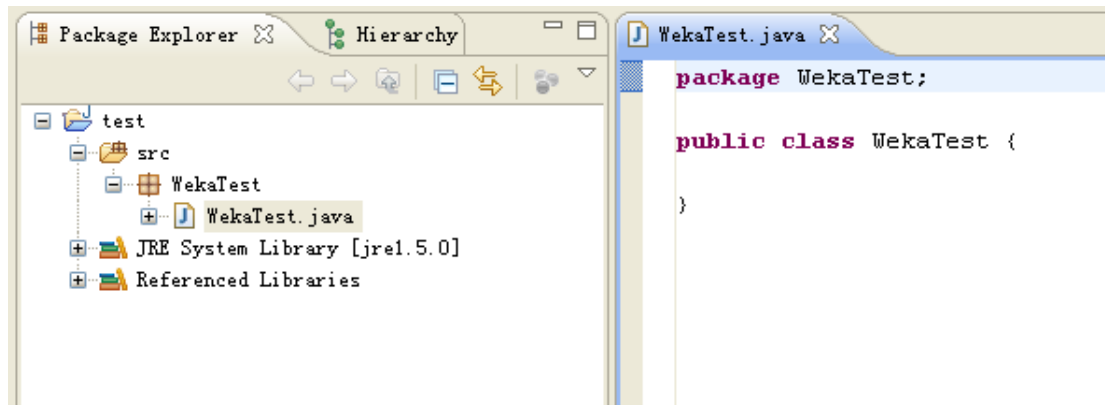 Package Explorer
Hierarchy
test
src
WekaTest
WekaTest.java
JRE System Library [jre1.5.0]
Referenced Libraries
WekaTest.java
package WekaTest;
public class WekaTest {
}